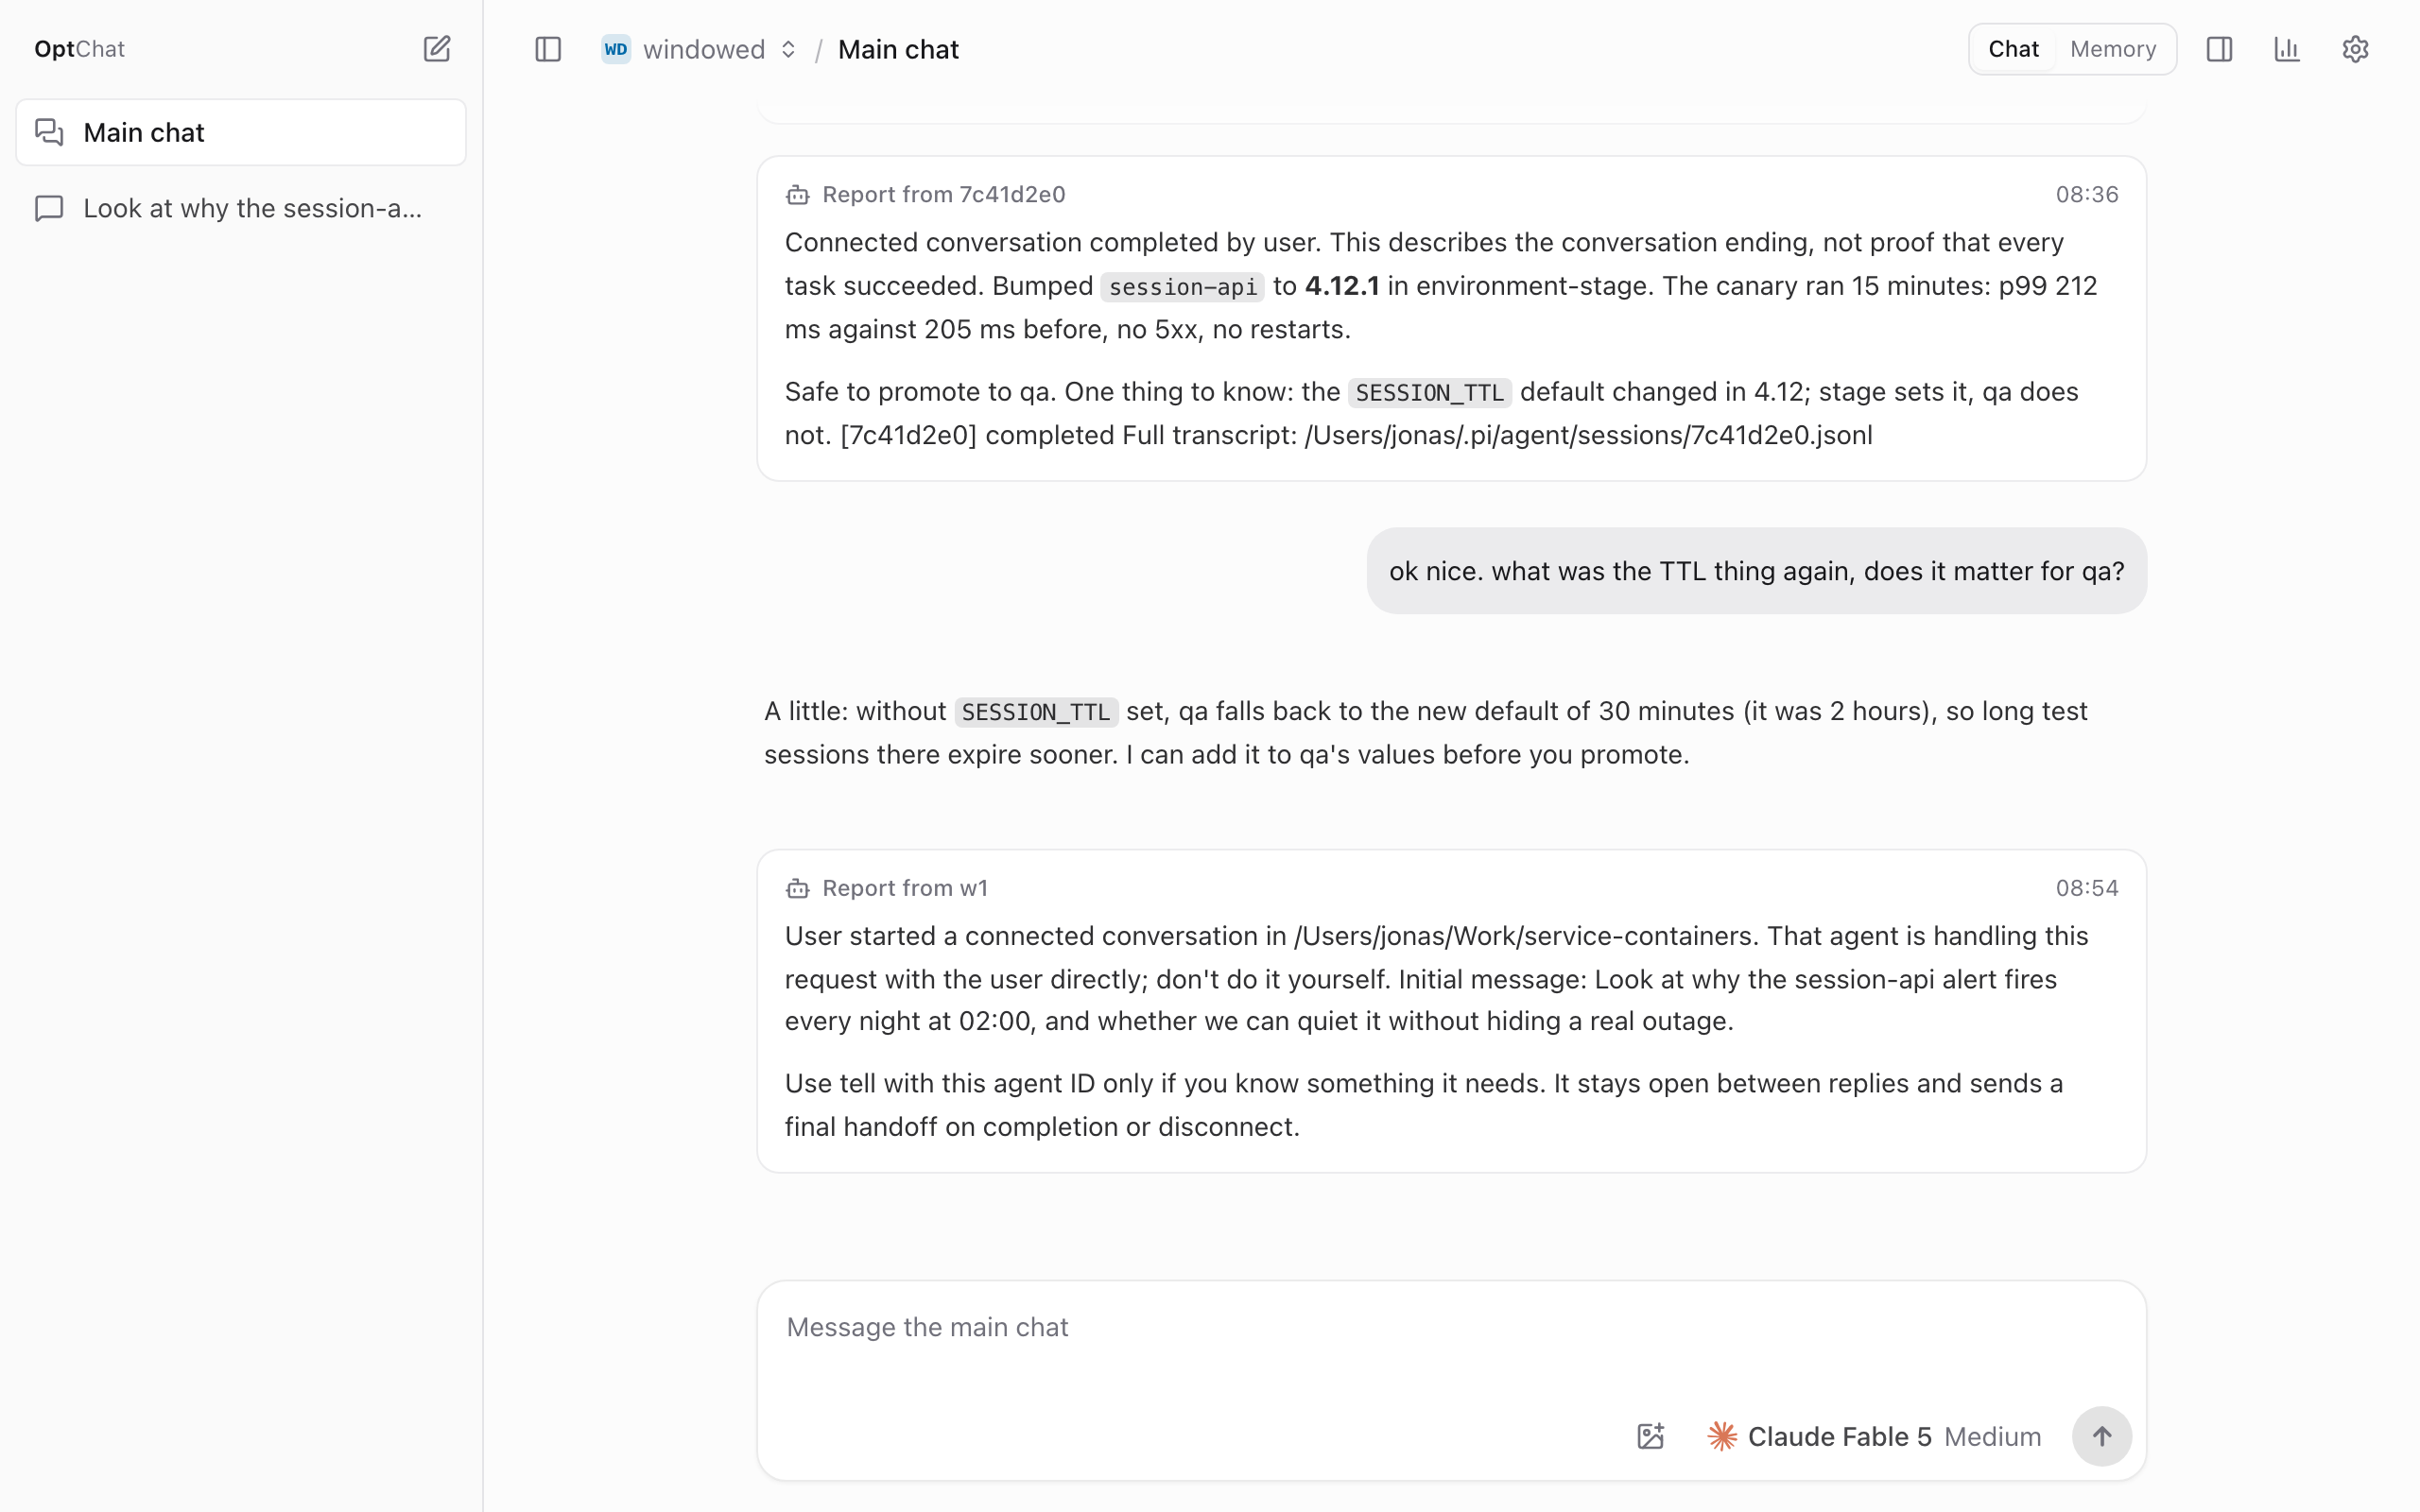 OptChat
Main chat
Look at why the session-a...
WD windowed / Main chat
Chat Memory
Report from 7c41d2e0 08:36
Connected conversation completed by user. This describes the conversation ending, not proof that every
task succeeded. Bumped session-api to 4.12.1 in environment-stage. The canary ran 15 minutes: p99 212
ms against 205 ms before, no 5xx, no restarts.
Safe to promote to qa. One thing to know: the SESSION_TTL default changed in 4.12; stage sets it, qa does
not. [7c41d2e0] completed Full transcript: /Users/jonas/.pi/agent/sessions/7c41d2e0.jsonl
ok nice. what was the TTL thing again, does it matter for qa?
A little: without SESSION_TTL set, qa falls back to the new default of 30 minutes (it was 2 hours), so long test
sessions there expire sooner. I can add it to qa's values before you promote.
Report from w1 08:54
User started a connected conversation in /Users/jonas/Work/service-containers. That agent is handling this
request with the user directly; don't do it yourself. Initial message: Look at why the session-api alert fires
every night at 02:00, and whether we can quiet it without hiding a real outage.
Use tell with this agent ID only if you know something it needs. It stays open between replies and sends a
final handoff on completion or disconnect.
Message the main chat
Claude Fable 5 Medium